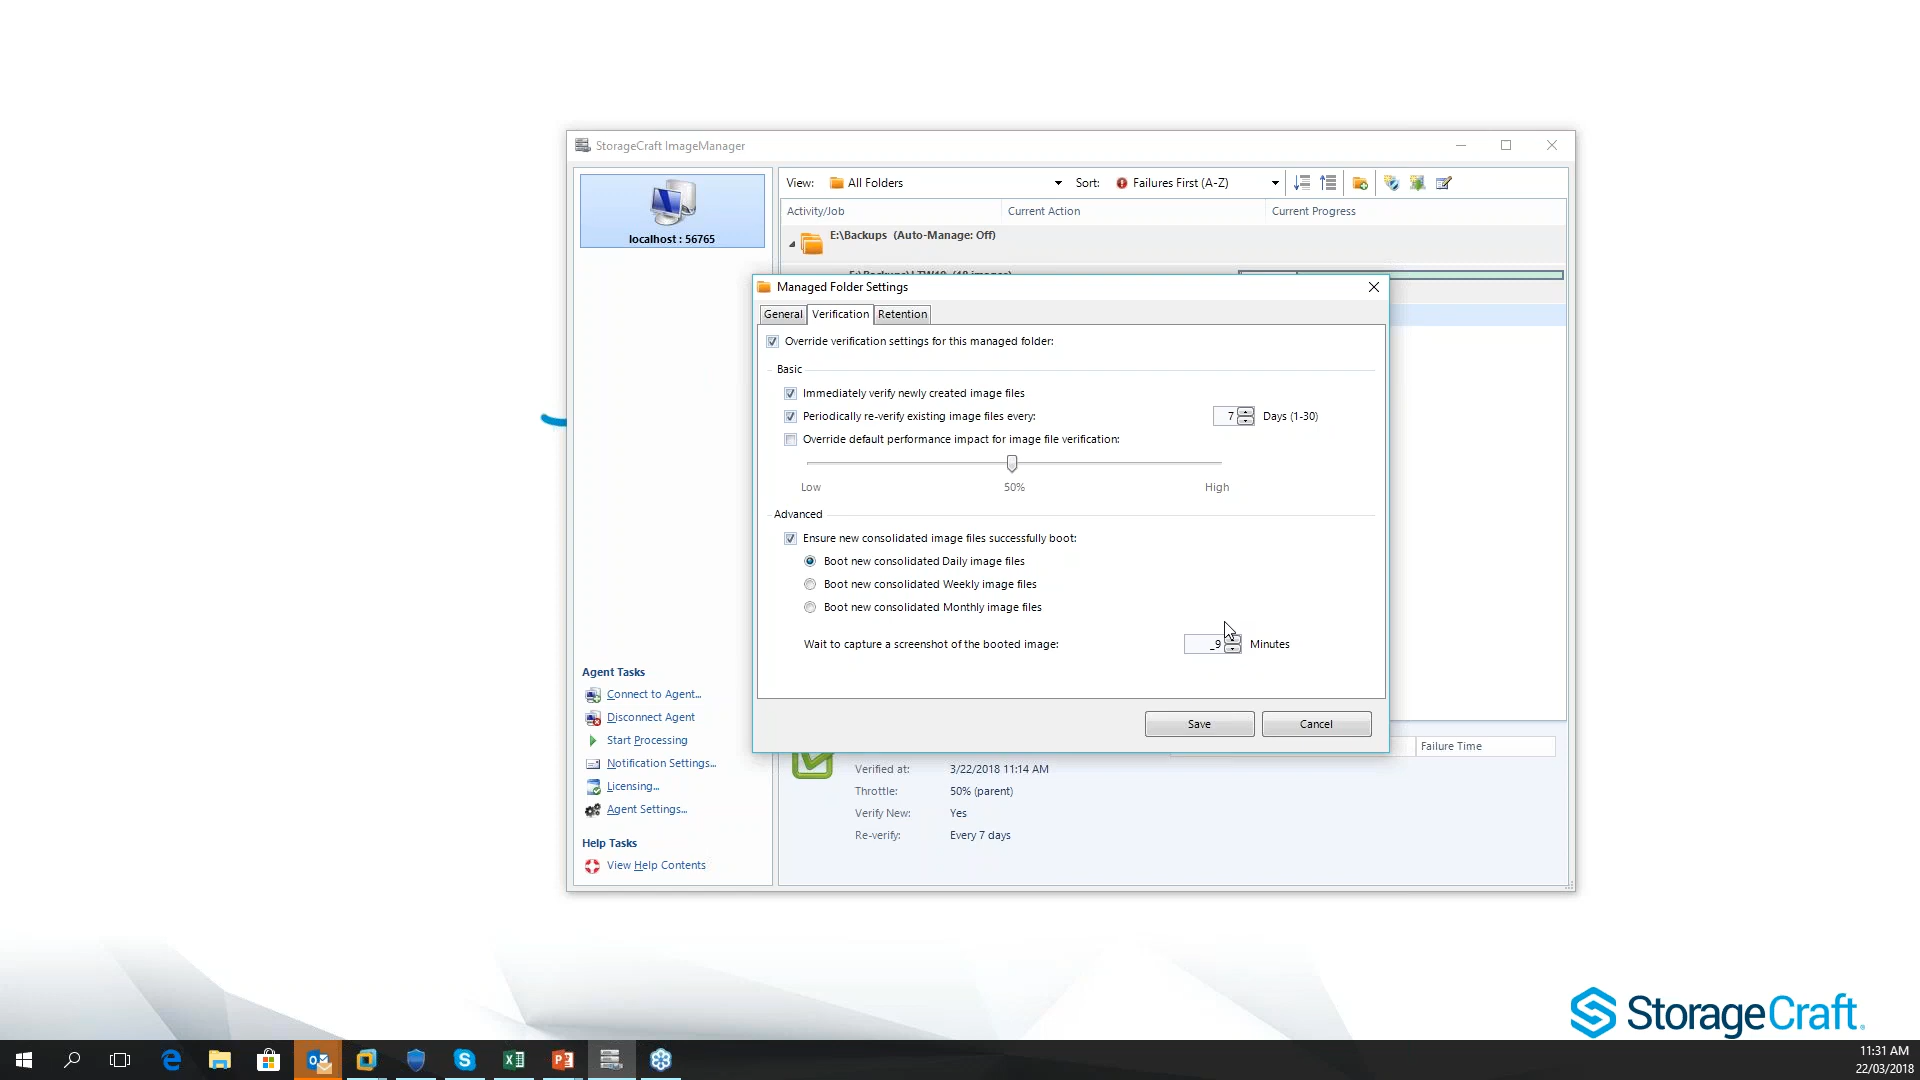 StorageCraft ImageManager
localhost : 56765
View: All Folders Sort: Failures First (A-Z)
Activity/Job Current Action Current Progress
E:\Backups (Auto-Manage: Off)
Managed Folder Settings
General Verification Retention
Override verification settings for this managed folder:
Basic
Immediately verify newly created image files
Periodically re-verify existing image files every: 7 Days (1-30)
Override default performance impact for image file verification:
Low 50% High
Advanced
Ensure new consolidated image files successfully boot:
Boot new consolidated Daily image files
Boot new consolidated Weekly image files
Boot new consolidated Monthly image files
Wait to capture a screenshot of the booted image: _9 Minutes
Save Cancel
Agent Tasks
Connect to Agent...
Disconnect Agent
Start Processing
Notification Settings...
Licensing...
Agent Settings...
Help Tasks
View Help Contents
Failure Time
Verified at: 3/22/2018 11:14 AM
Throttle: 50% (parent)
Verify New: Yes
Re-verify: Every 7 days
StorageCraft
11:31 AM
22/03/2018